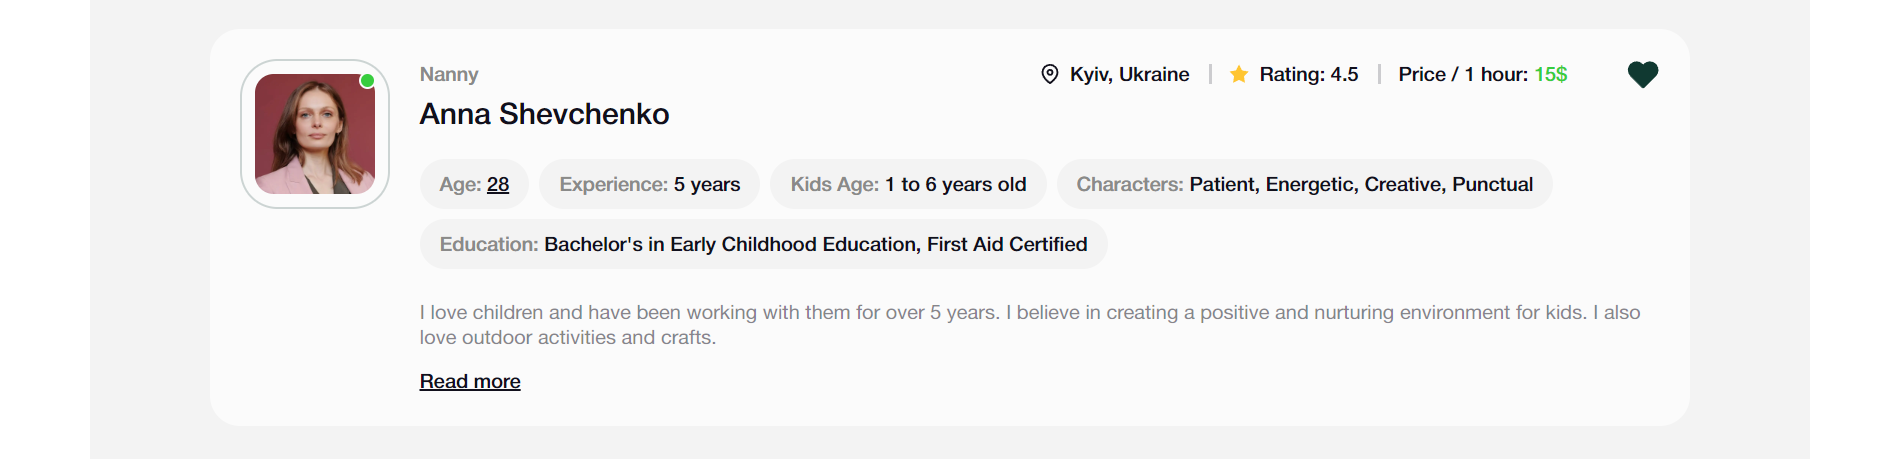 Nanny
Kyiv, Ukraine
Rating: 4.5
Price / 1 hour: 15$
Anna Shevchenko
Age: 28
Experience: 5 years
Kids Age: 1 to 6 years old
Characters: Patient, Energetic, Creative, Punctual
Education: Bachelor's in Early Childhood Education, First Aid Certified
I love children and have been working with them for over 5 years. I believe in creating a positive and nurturing environment for kids. I also
love outdoor activities and crafts.
Read more